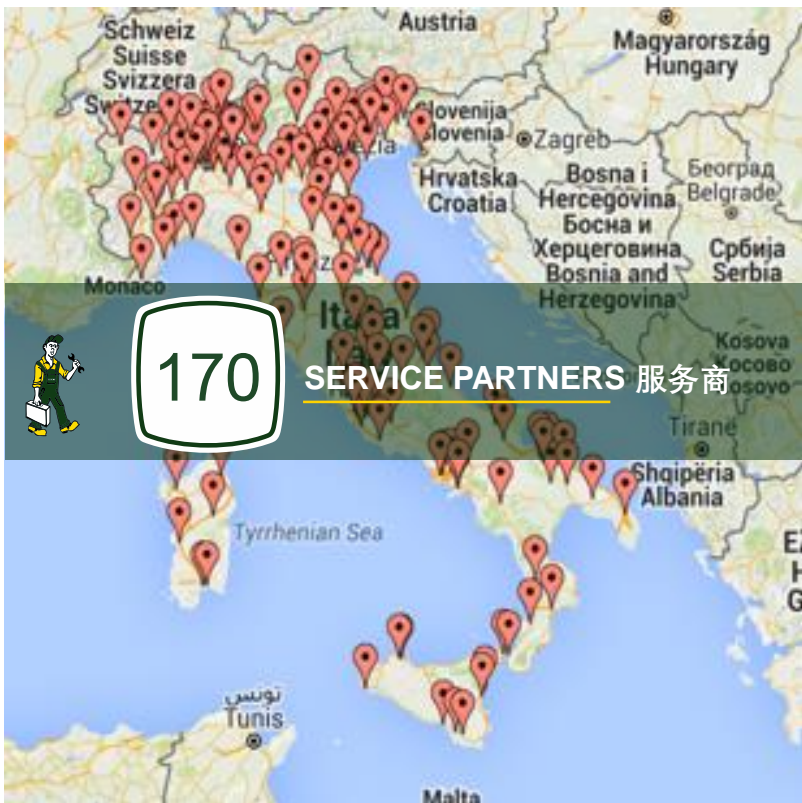 Schweiz
Suisse
Svizzera
Austria
Magyarország
Hungary
Slovenija
Slovenia
Zagreb
Hrvatska
Croatia
Bosna i
Hercegovina
Босна и
Херцеговина
Bosnia and
Herzegovina
Београд
Belgrade
Србија
Serbia
Monaco
170
SERVICE PARTNERS 服务商
Kosova
Косово
Kosovo
Tirane
Shqipëria
Albania
Tyrrhenian Sea
تونس
Tunis
Malta